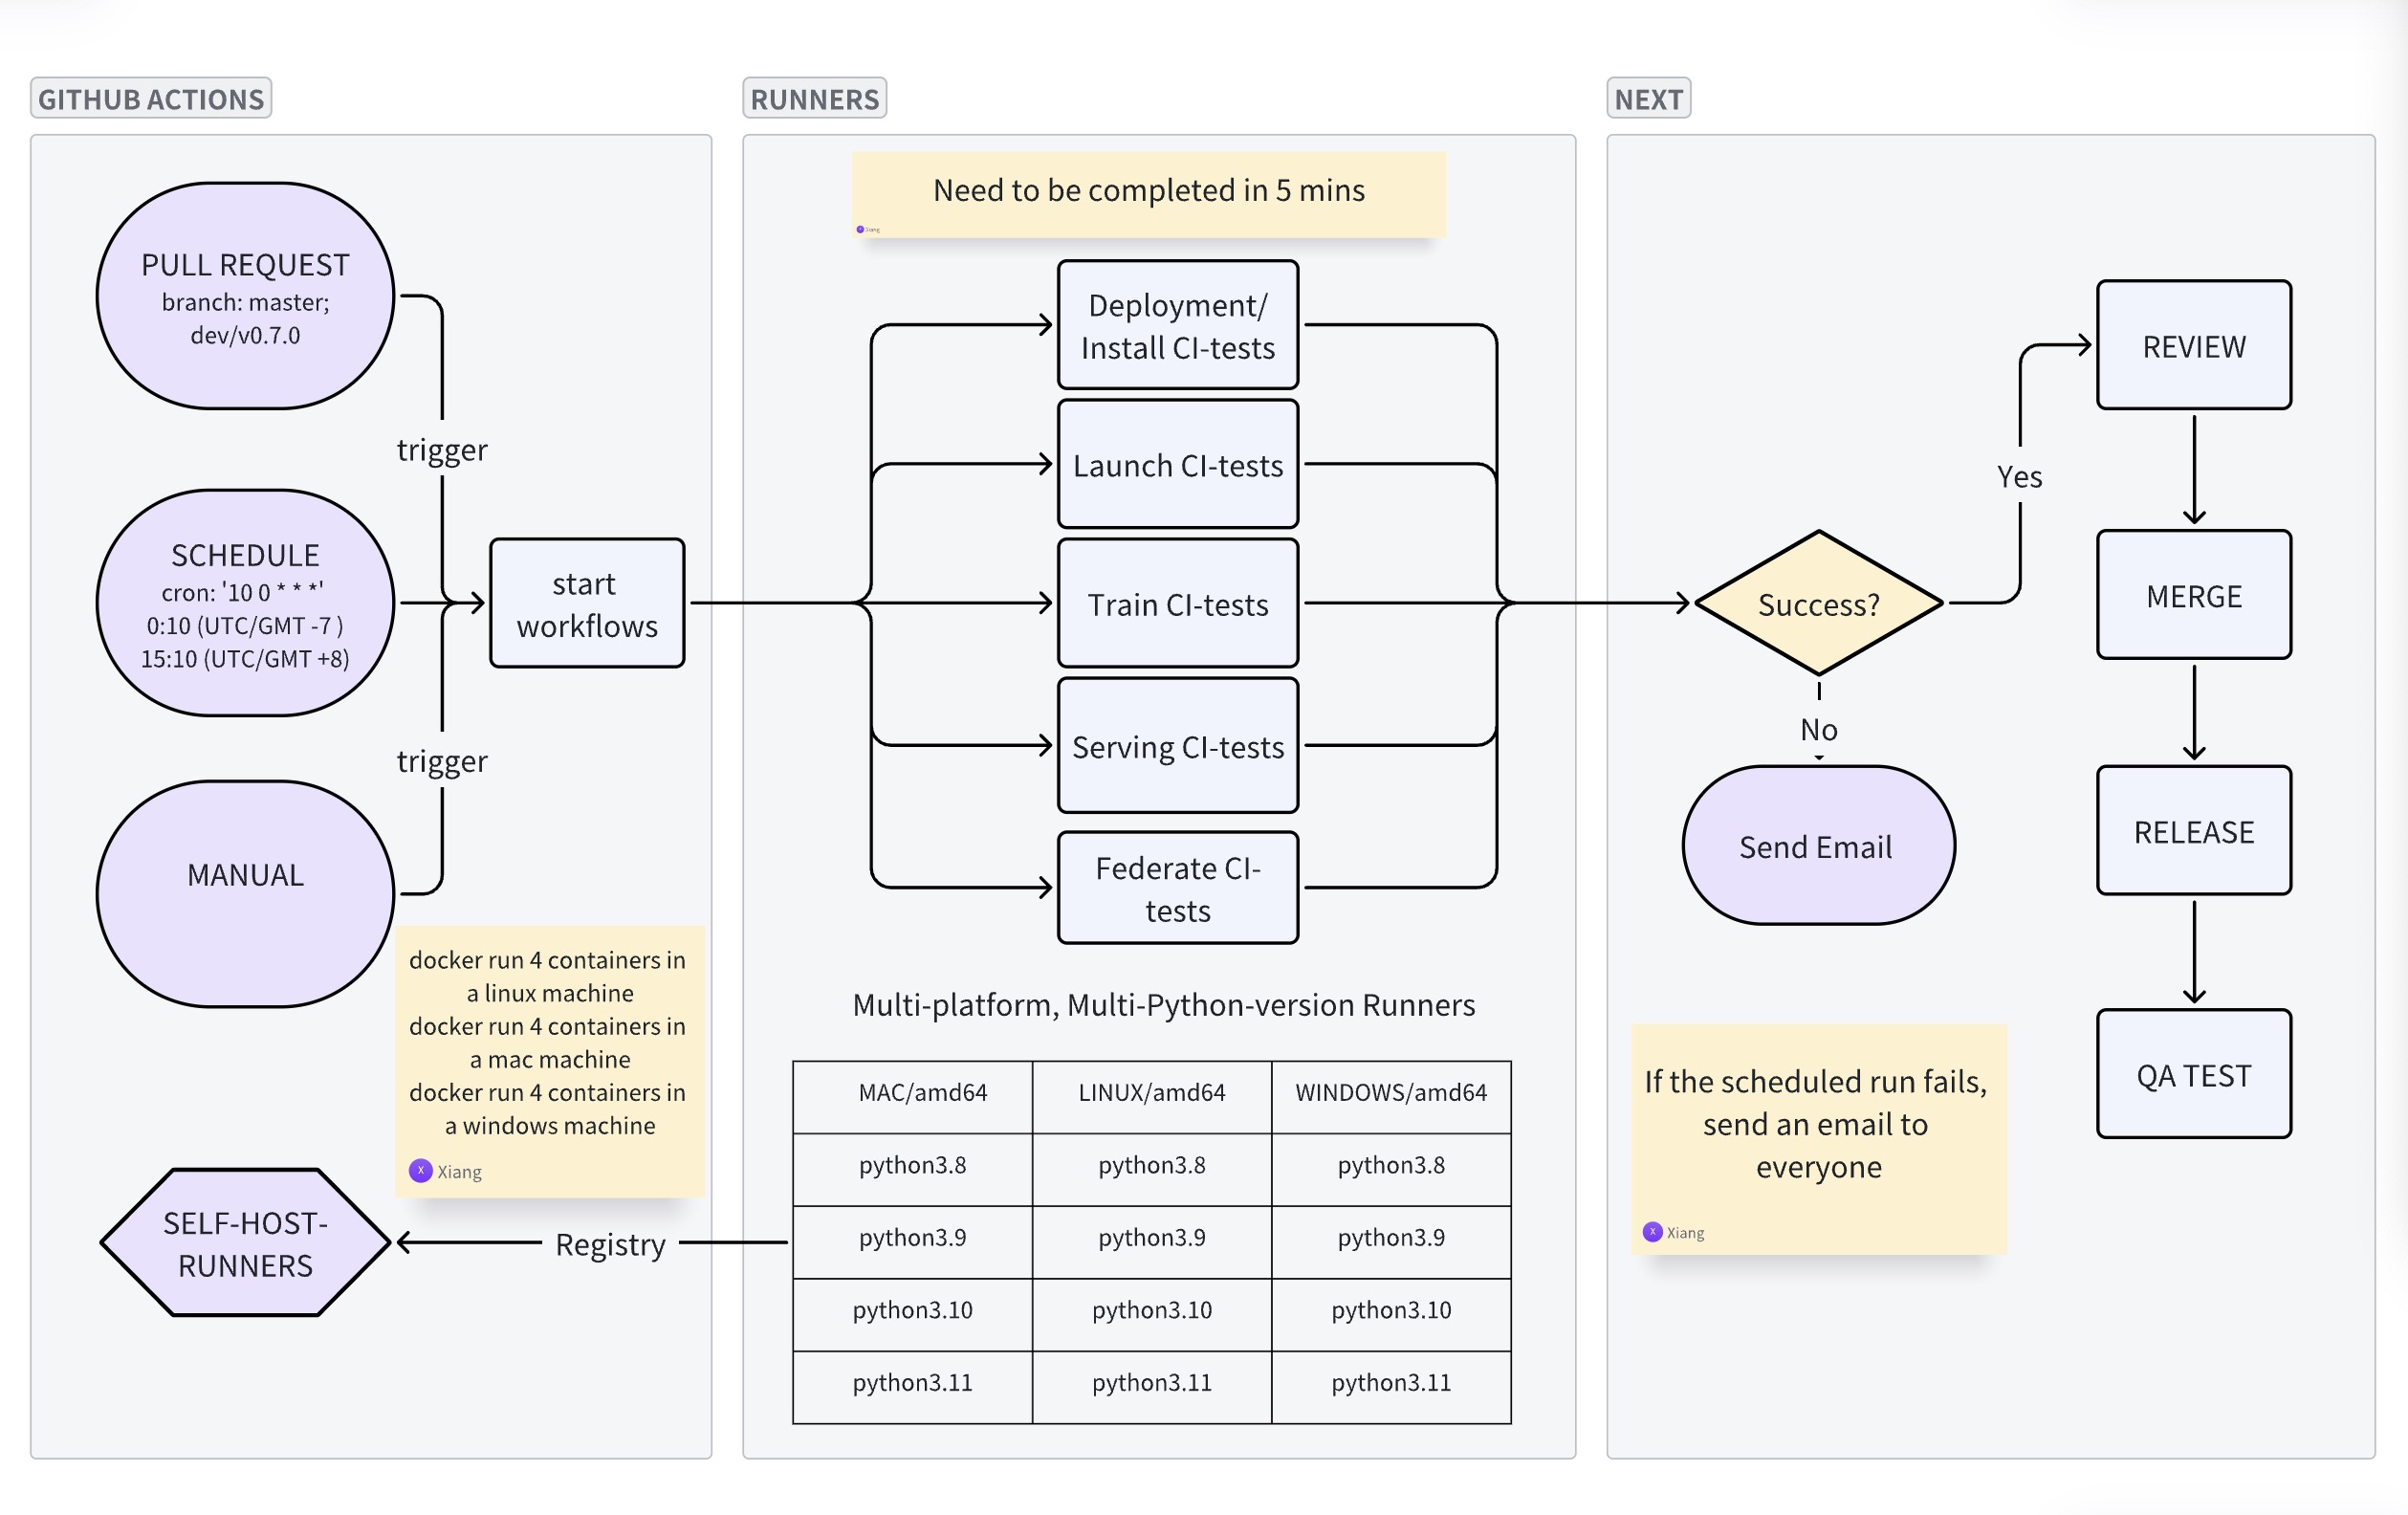 GITHUB ACTIONS
PULL REQUEST
branch: master;
dev/v0.7.0
trigger
SCHEDULE
cron: '10 0 * * *'
0:10 (UTC/GMT -7 )
15:10 (UTC/GMT +8)
start
workflows
trigger
MANUAL
docker run 4 containers in
a linux machine
docker run 4 containers in
a mac machine
docker run 4 containers in
a windows machine
X Xiang
SELF-HOST-
RUNNERS
Registry
RUNNERS
Need to be completed in 5 mins
Xiang
Deployment/
Install CI-tests
Launch CI-tests
Train CI-tests
Serving CI-tests
Federate CI-
tests
Multi-platform, Multi-Python-version Runners
MAC/amd64 LINUX/amd64 WINDOWS/amd64
python3.8 python3.8 python3.8
python3.9 python3.9 python3.9
python3.10 python3.10 python3.10
python3.11 python3.11 python3.11
NEXT
Success?
Yes
No
Send Email
REVIEW
MERGE
RELEASE
QA TEST
If the scheduled run fails,
send an email to
everyone
X Xiang